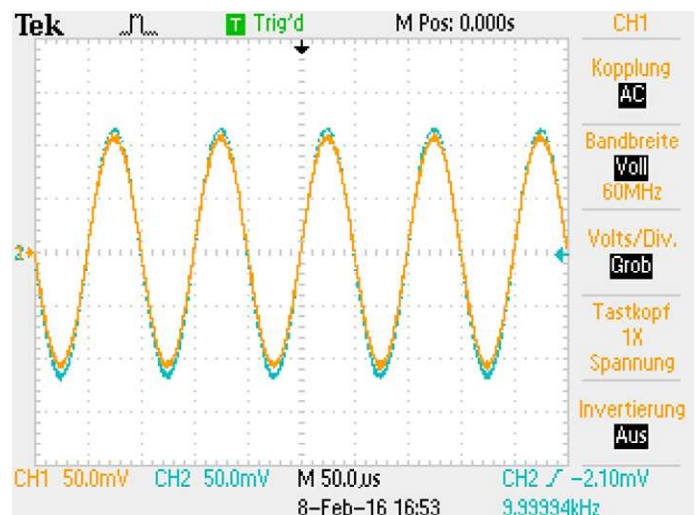 Tek T Trig'd M Pos: 0.000s CH1
Kopplung
AC
Bandbreite
Voll
60MHz
2
Volts/Div.
Grob
Tastkopf
1X
Spannung
Invertierung
Aus
CH1 50.0mV CH2 50.0mV M 50.0µs CH2 -2.10mV
8-Feb-16 16:53 9.99994kHz